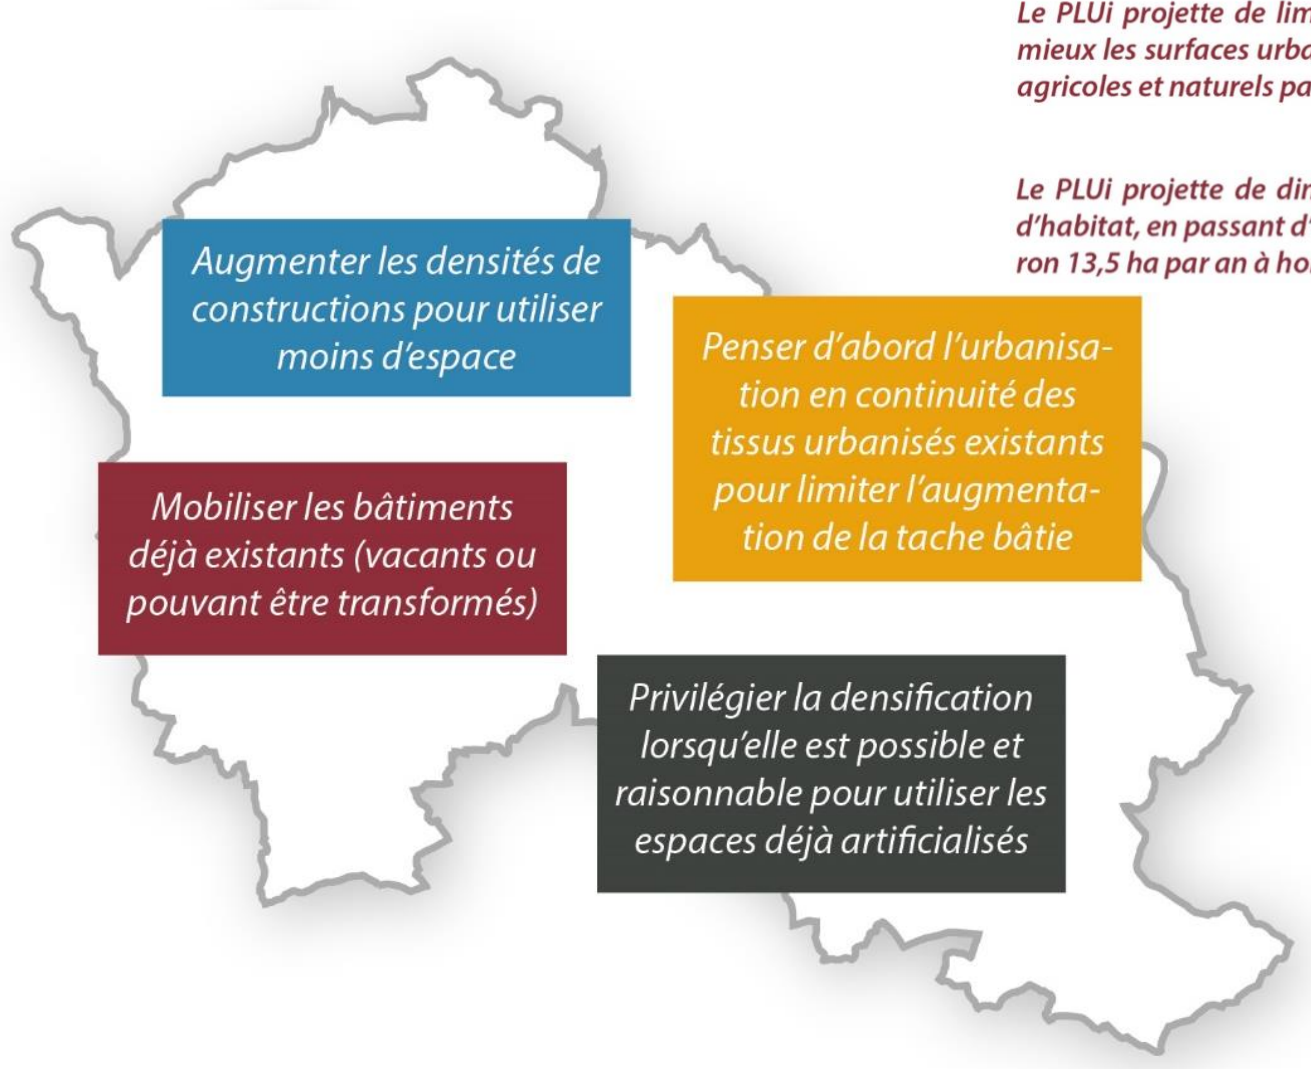 Le PLUi projette de lim
mieux les surfaces urba
agricoles et naturels pa
Le PLUi projette de dim
d'habitat, en passant d'
ron 13,5 ha par an à hor
Augmenter les densités de
constructions pour utiliser
moins d'espace
Penser d'abord l'urbanisa-
tion en continuité des
tissus urbanisés existants
pour limiter l'augmenta-
tion de la tache bâtie
Mobiliser les bâtiments
déjà existants (vacants ou
pouvant être transformés)
Privilégier la densification
lorsqu'elle est possible et
raisonnable pour utiliser les
espaces déjà artificialisés